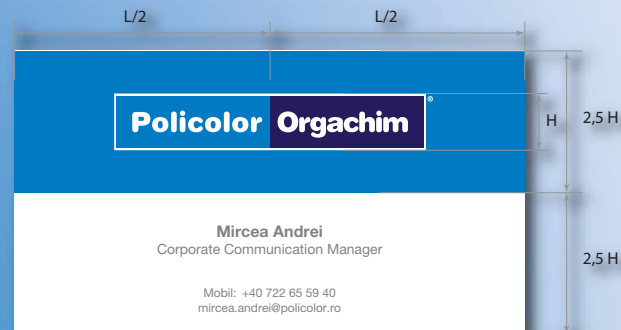 L/2 L/2
Policolor Orgachim®
H 2,5 H
Mircea Andrei
Corporate Communication Manager
2,5 H
Mobil: +40 722 65 59 40
mircea.andrei@policolor.ro